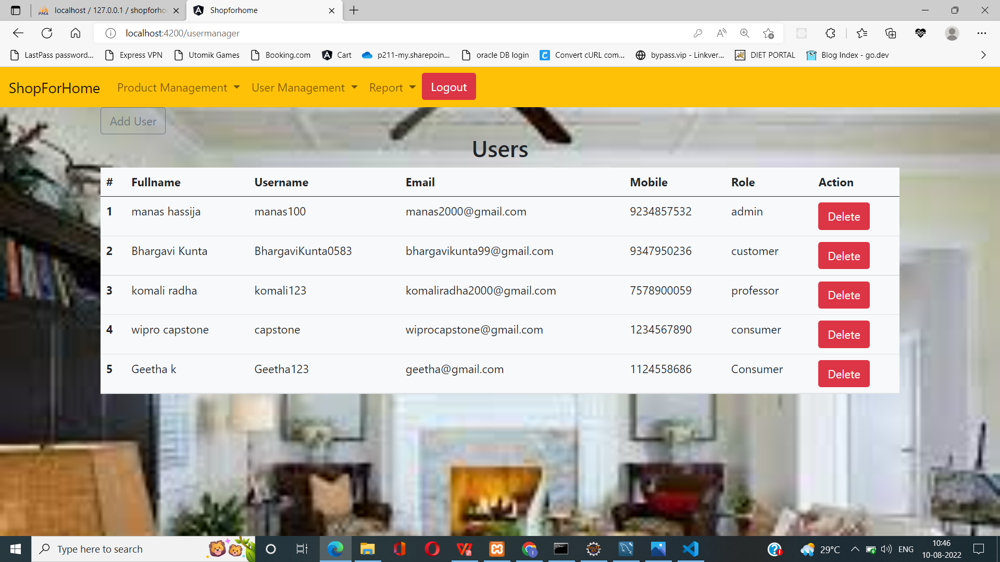 localhost / 127.0.0.1 / shopforho
Shopforhome
localhost:4200/usermanager
LastPass password...
Express VPN
Utomik Games
Booking.com
Cart
p211-my.sharepoin...
oracle DB login
Convert cURL com...
bypass.vip - Linkver...
DIET PORTAL
Blog Index - go.dev
ShopForHome
Product Management
User Management
Report
Logout
Add User
Users
# Fullname Username Email Mobile Role Action
1 manas hassija manas100 manas2000@gmail.com 9234857532 admin Delete
2 Bhargavi Kunta BhargaviKunta0583 bhargavikunta99@gmail.com 9347950236 customer Delete
3 komali radha komali123 komaliradha2000@gmail.com 7578900059 professor Delete
4 wipro capstone capstone wiprocapstone@gmail.com 1234567890 consumer Delete
5 Geetha k Geetha123 geetha@gmail.com 1124558686 Consumer Delete
Type here to search
29°C
ENG
10:46
10-08-2022